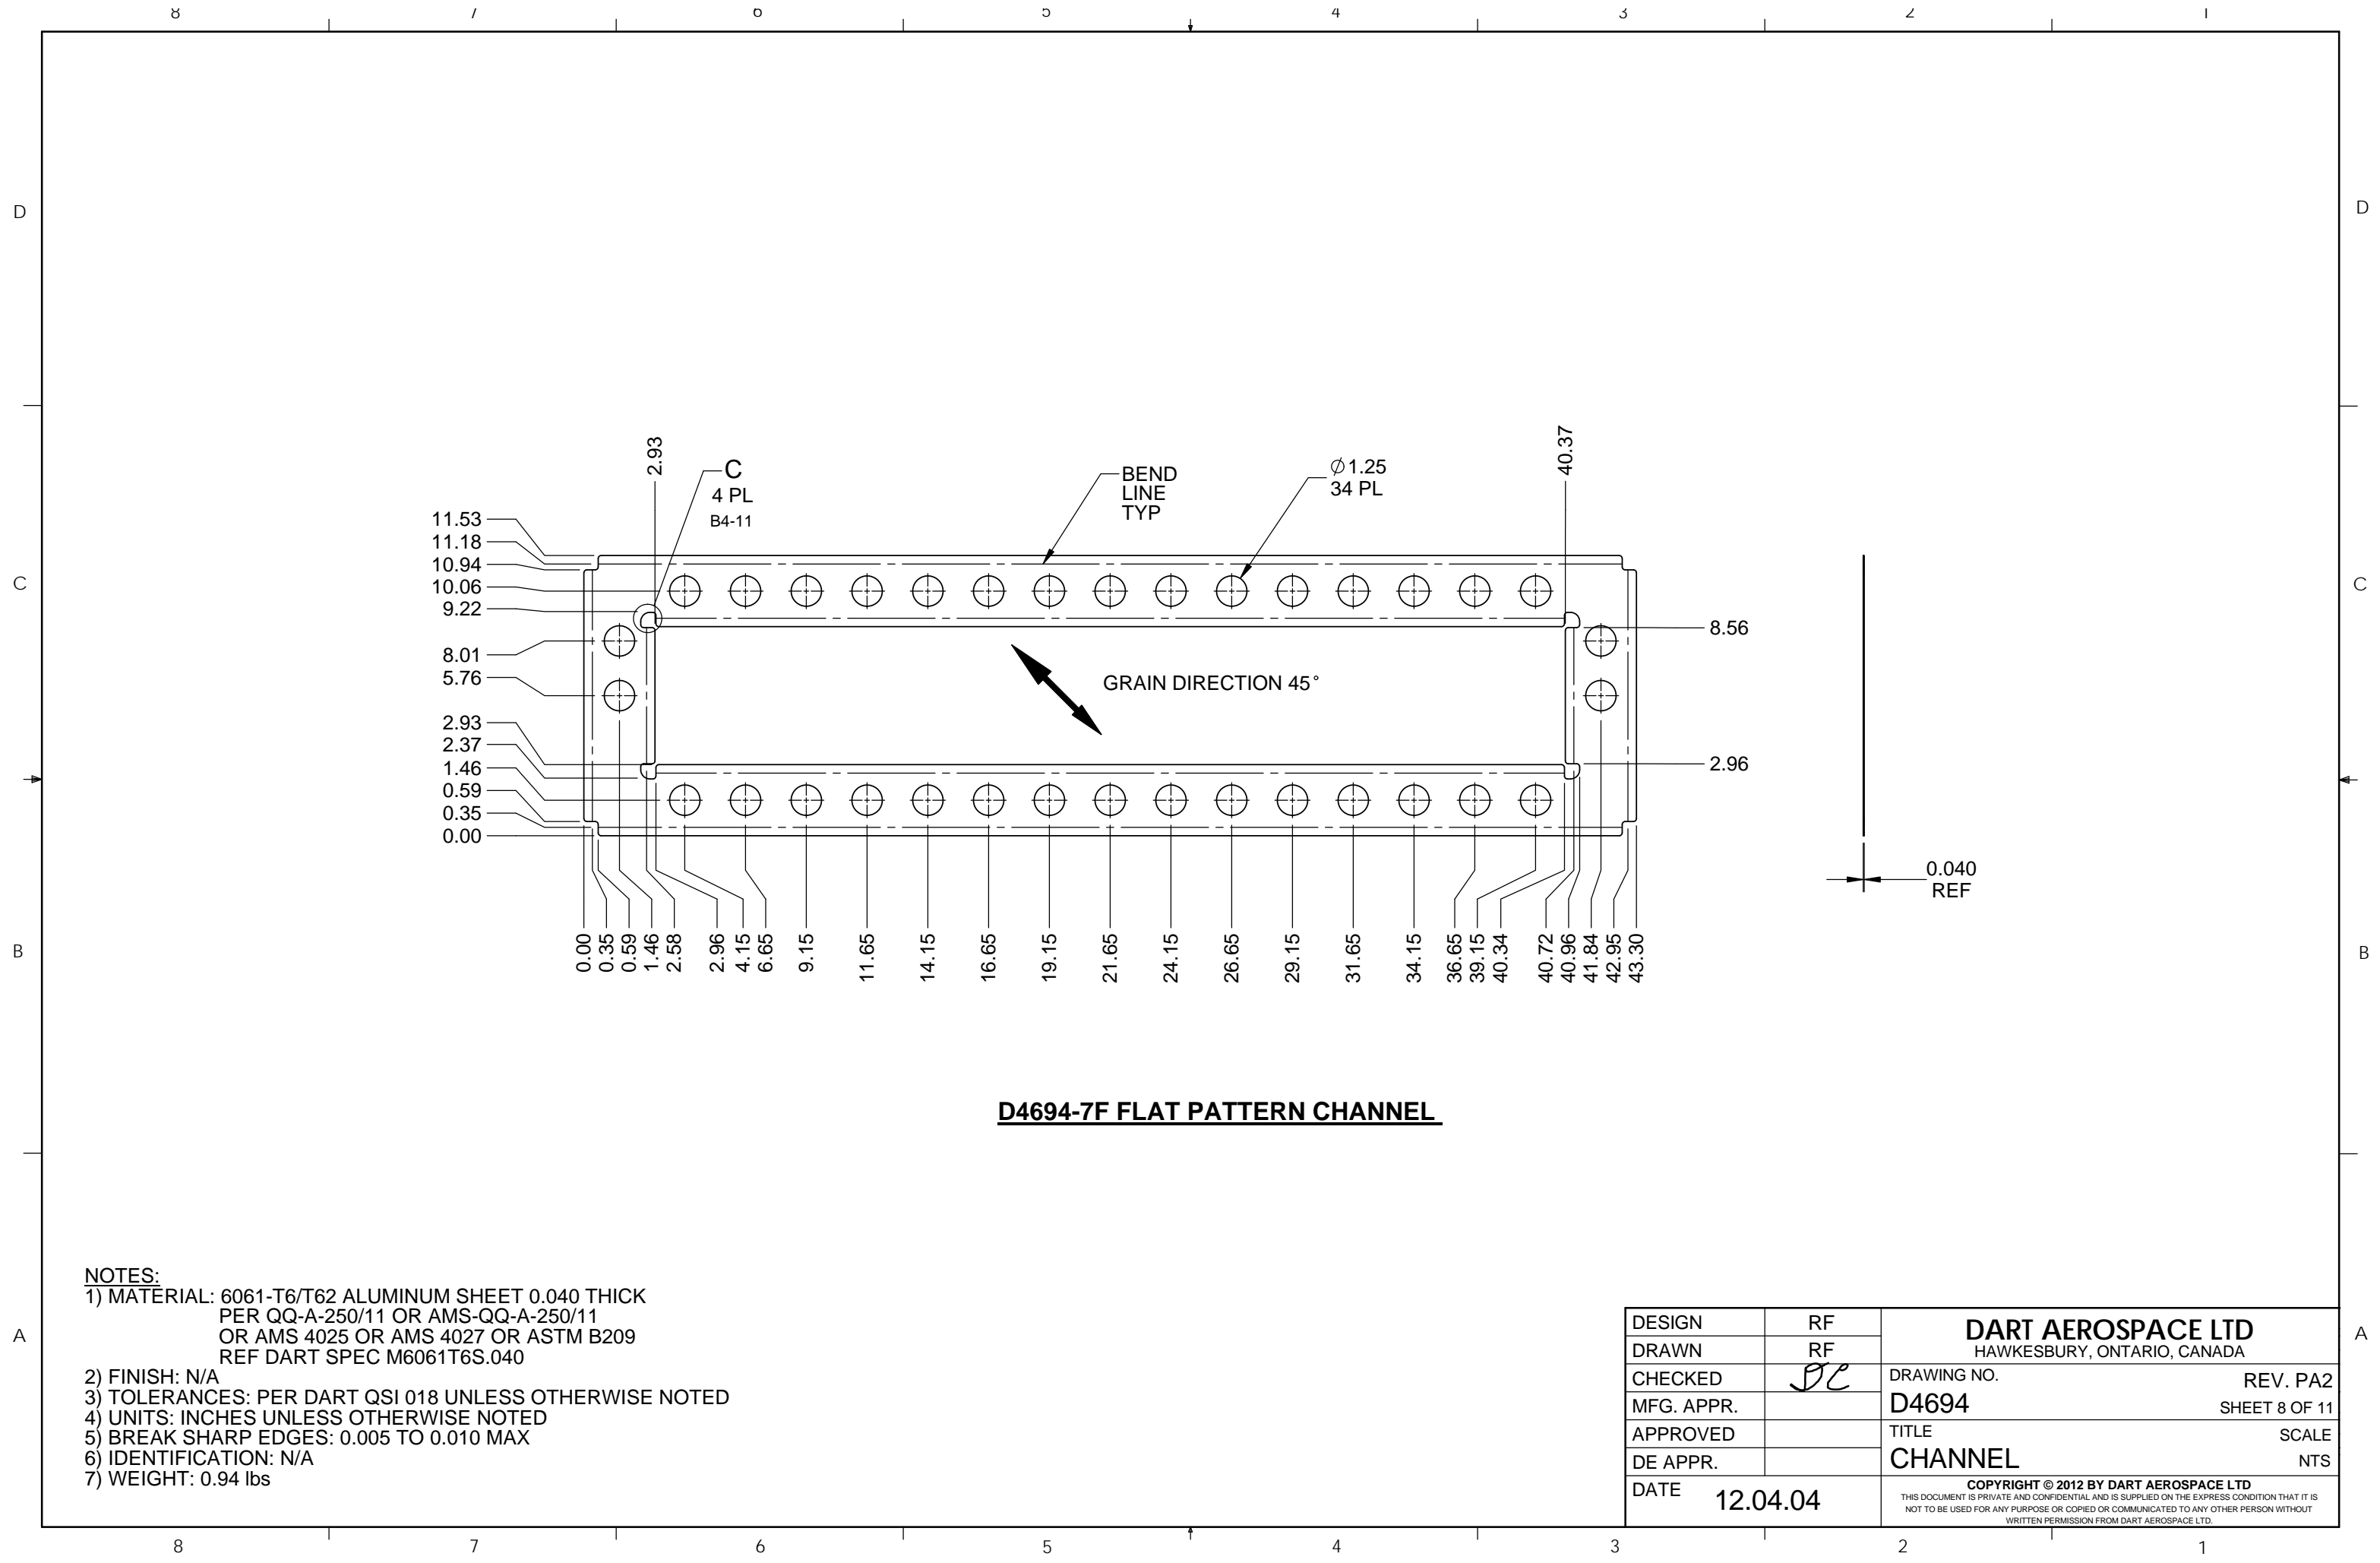 8 7 6 5 4 3 2 1
D D
2.93
40.37
C
4 PL
B4-11
BEND
LINE
TYP
∅1.25
34 PL
11.53
11.18
10.94
10.06
9.22
8.01
5.76
2.93
2.37
1.46
0.59
0.35
0.00
C C
8.56
2.96
GRAIN DIRECTION 45°
0.040
REF
B B
0.00 0.35 0.59 1.46 2.58 2.96 4.15 6.65 9.15 11.65 14.15 16.65 19.15 21.65 24.15 26.65 29.15 31.65 34.15 36.65 39.15 40.34 40.72 40.96 41.84 42.95 43.30
D4694-7F FLAT PATTERN CHANNEL
NOTES:
1) MATERIAL: 6061-T6/T62 ALUMINUM SHEET 0.040 THICK
PER QQ-A-250/11 OR AMS-QQ-A-250/11
OR AMS 4025 OR AMS 4027 OR ASTM B209
REF DART SPEC M6061T6S.040
2) FINISH: N/A
3) TOLERANCES: PER DART QSI 018 UNLESS OTHERWISE NOTED
4) UNITS: INCHES UNLESS OTHERWISE NOTED
5) BREAK SHARP EDGES: 0.005 TO 0.010 MAX
6) IDENTIFICATION: N/A
7) WEIGHT: 0.94 lbs
A A
DESIGN RF
DRAWN RF
CHECKED
MFG. APPR.
APPROVED
DE APPR.
DATE 12.04.04
DART AEROSPACE LTD
HAWKESBURY, ONTARIO, CANADA
DRAWING NO. REV. PA2
D4694 SHEET 8 OF 11
TITLE SCALE
CHANNEL NTS
COPYRIGHT © 2012 BY DART AEROSPACE LTD
THIS DOCUMENT IS PRIVATE AND CONFIDENTIAL AND IS SUPPLIED ON THE EXPRESS CONDITION THAT IT IS
NOT TO BE USED FOR ANY PURPOSE OR COPIED OR COMMUNICATED TO ANY OTHER PERSON WITHOUT
WRITTEN PERMISSION FROM DART AEROSPACE LTD.
8 7 6 5 4 3 2 1